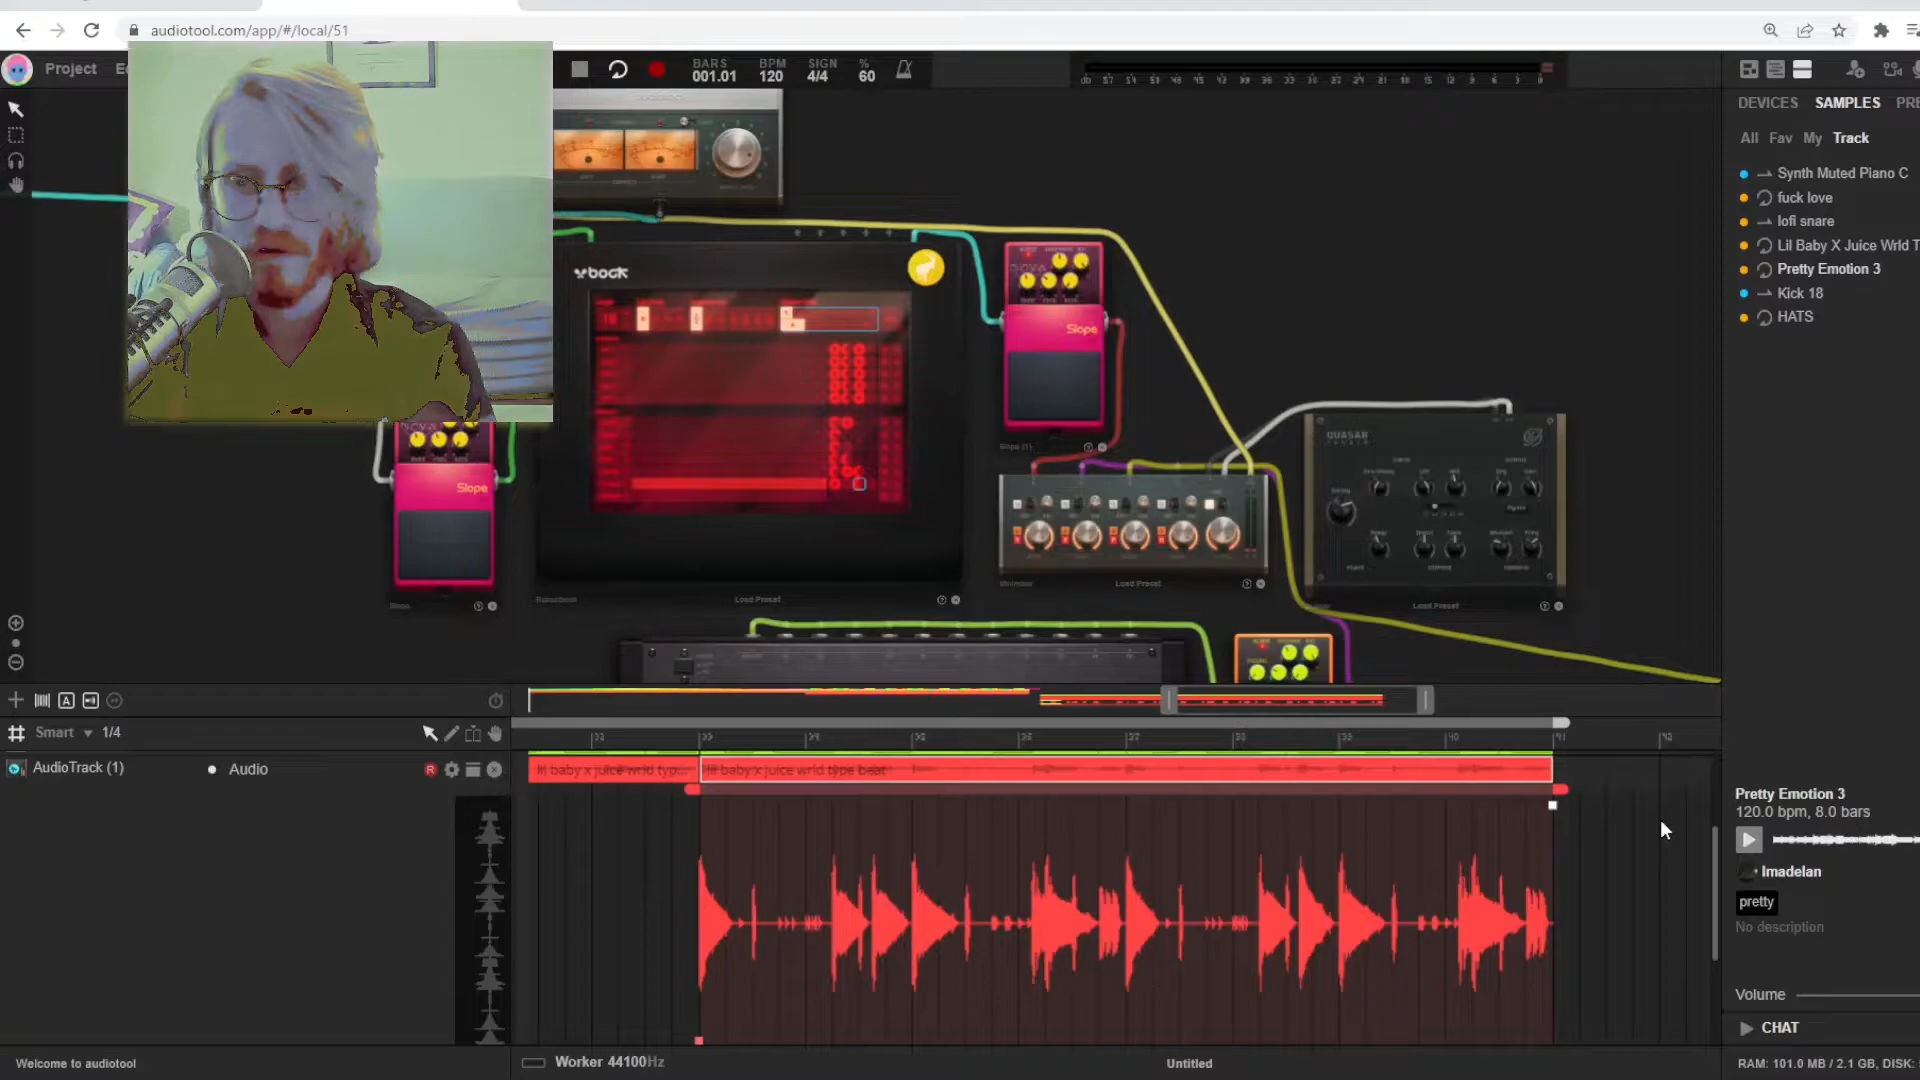 audiotool.com/app/#/local/51
Project
BARS
001.01
BPM
120
SIGN
4/4
%
60
DEVICES SAMPLES
All Fav My Track
Synth Muted Piano C
fuck love
lofi snare
Lil Baby X Juice Wrld T
Pretty Emotion 3
Kick 18
HATS
bock
Slope
Slope
QUASAR
Load Preset
Load Preset
Load Preset
Smart 1/4
AudioTrack (1)
Audio
R
lil baby x juice wrld typ...
lil baby x juice wrld type beat
Pretty Emotion 3
120.0 bpm, 8.0 bars
Imadelan
pretty
No description
Volume
CHAT
Welcome to audiotool
Worker 44100Hz
Untitled
RAM: 101.0 MB / 2.1 GB, DISK: